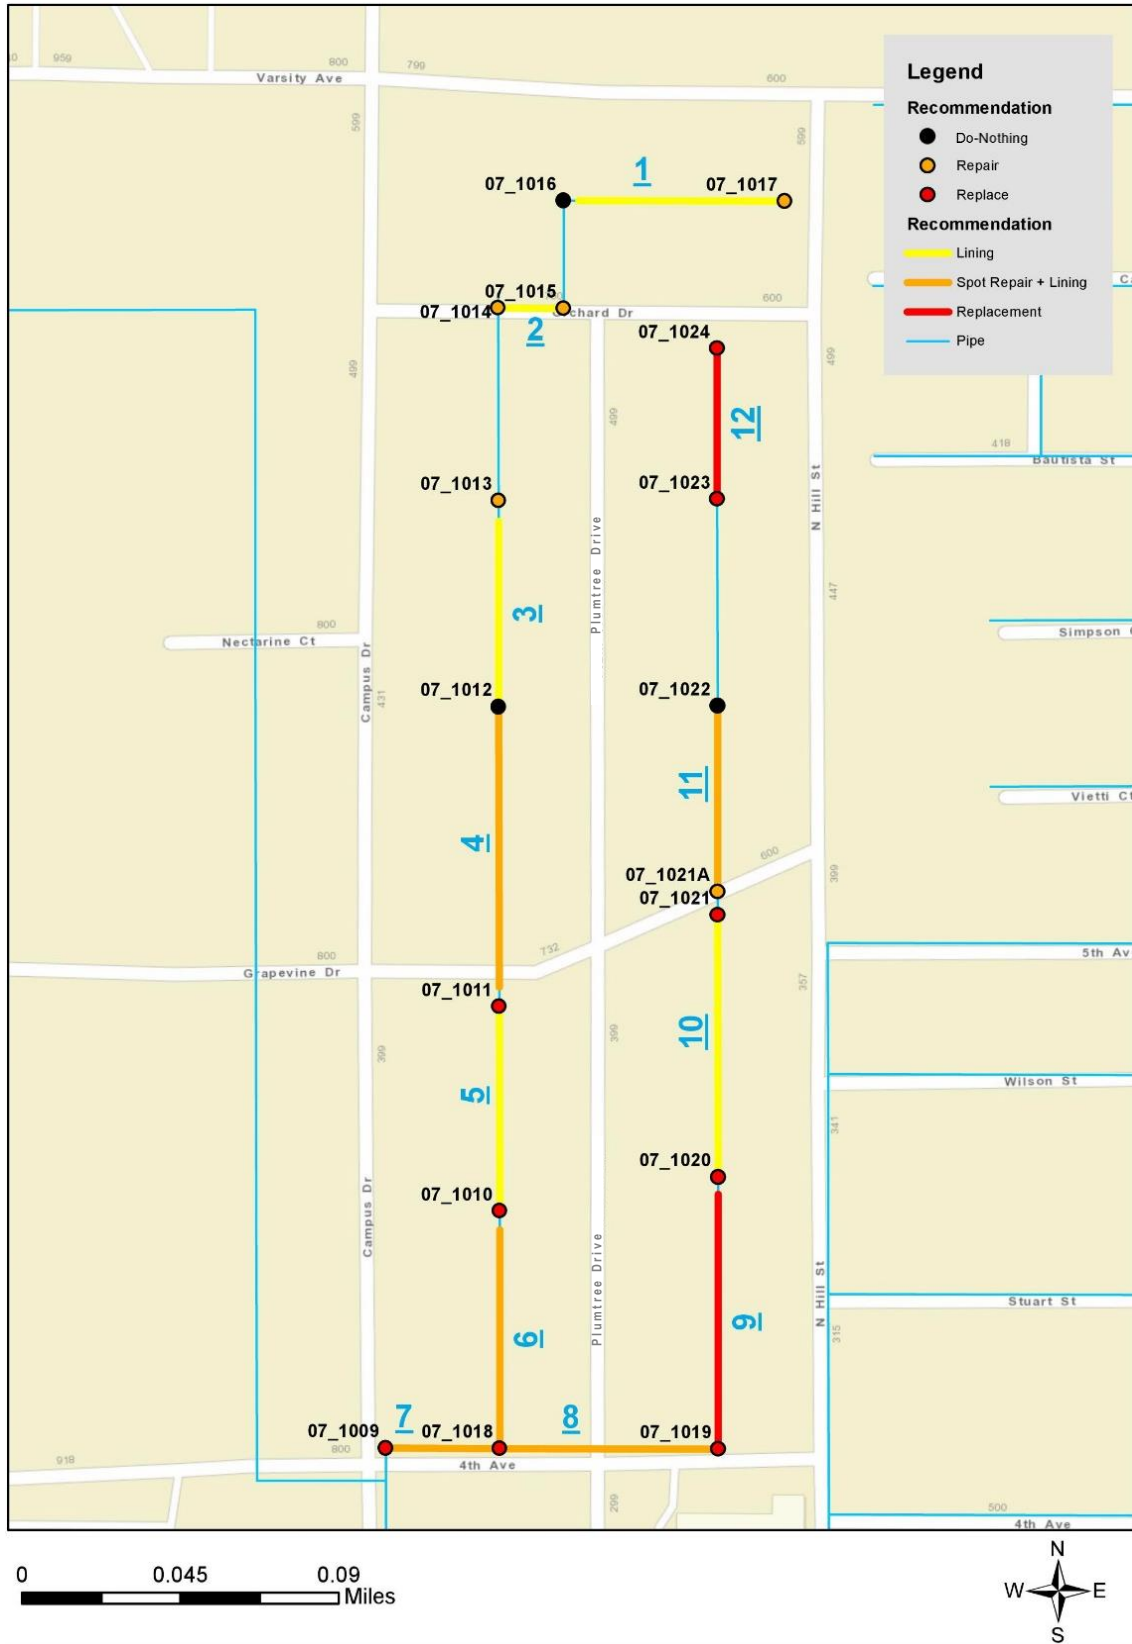 959
800
799
600
Varsity Ave
599
599
Legend
Recommendation
Do-Nothing
Repair
Replace
Recommendation
Lining
Spot Repair + Lining
Replacement
Pipe
1
07_1016
07_1017
07_1015
07_1014
600
Orchard Dr
2
07_1024
499
499
499
12
418
Bautista St
07_1013
07_1023
N Hill St
Plumtree Drive
447
3
800
Nectarine Ct
Simpson
Campus Dr
431
07_1012
07_1022
11
Vietti Ct
4
600
07_1021A
07_1021
399
732
800
Grapevine Dr
5th Av
07_1011
357
10
399
399
5
Wilson St
341
07_1020
07_1010
Campus Dr
Plumtree Drive
N Hill St
Stuart St
9
6
315
7
8
07_1009
07_1018
07_1019
800
918
4th Ave
299
500
4th Ave
0
0.045
0.09
Miles
N
W
E
S